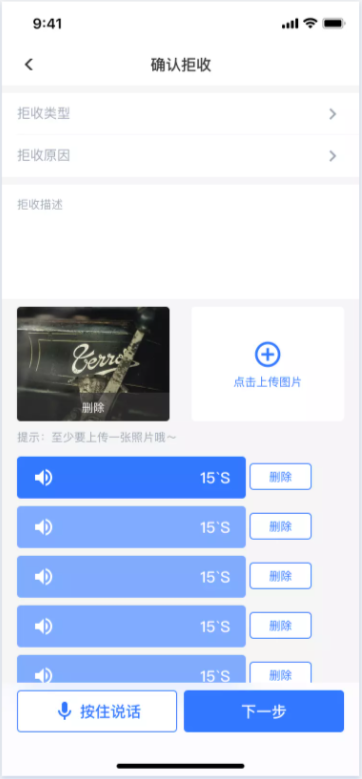 9:41
确认拒收
拒收类型
拒收原因
拒收描述
Cerro
删除
点击上传图片
提示：至少要上传一张照片哦～
15`S
删除
15`S
删除
15`S
删除
15`S
删除
15`S
删除
按住说话
下一步